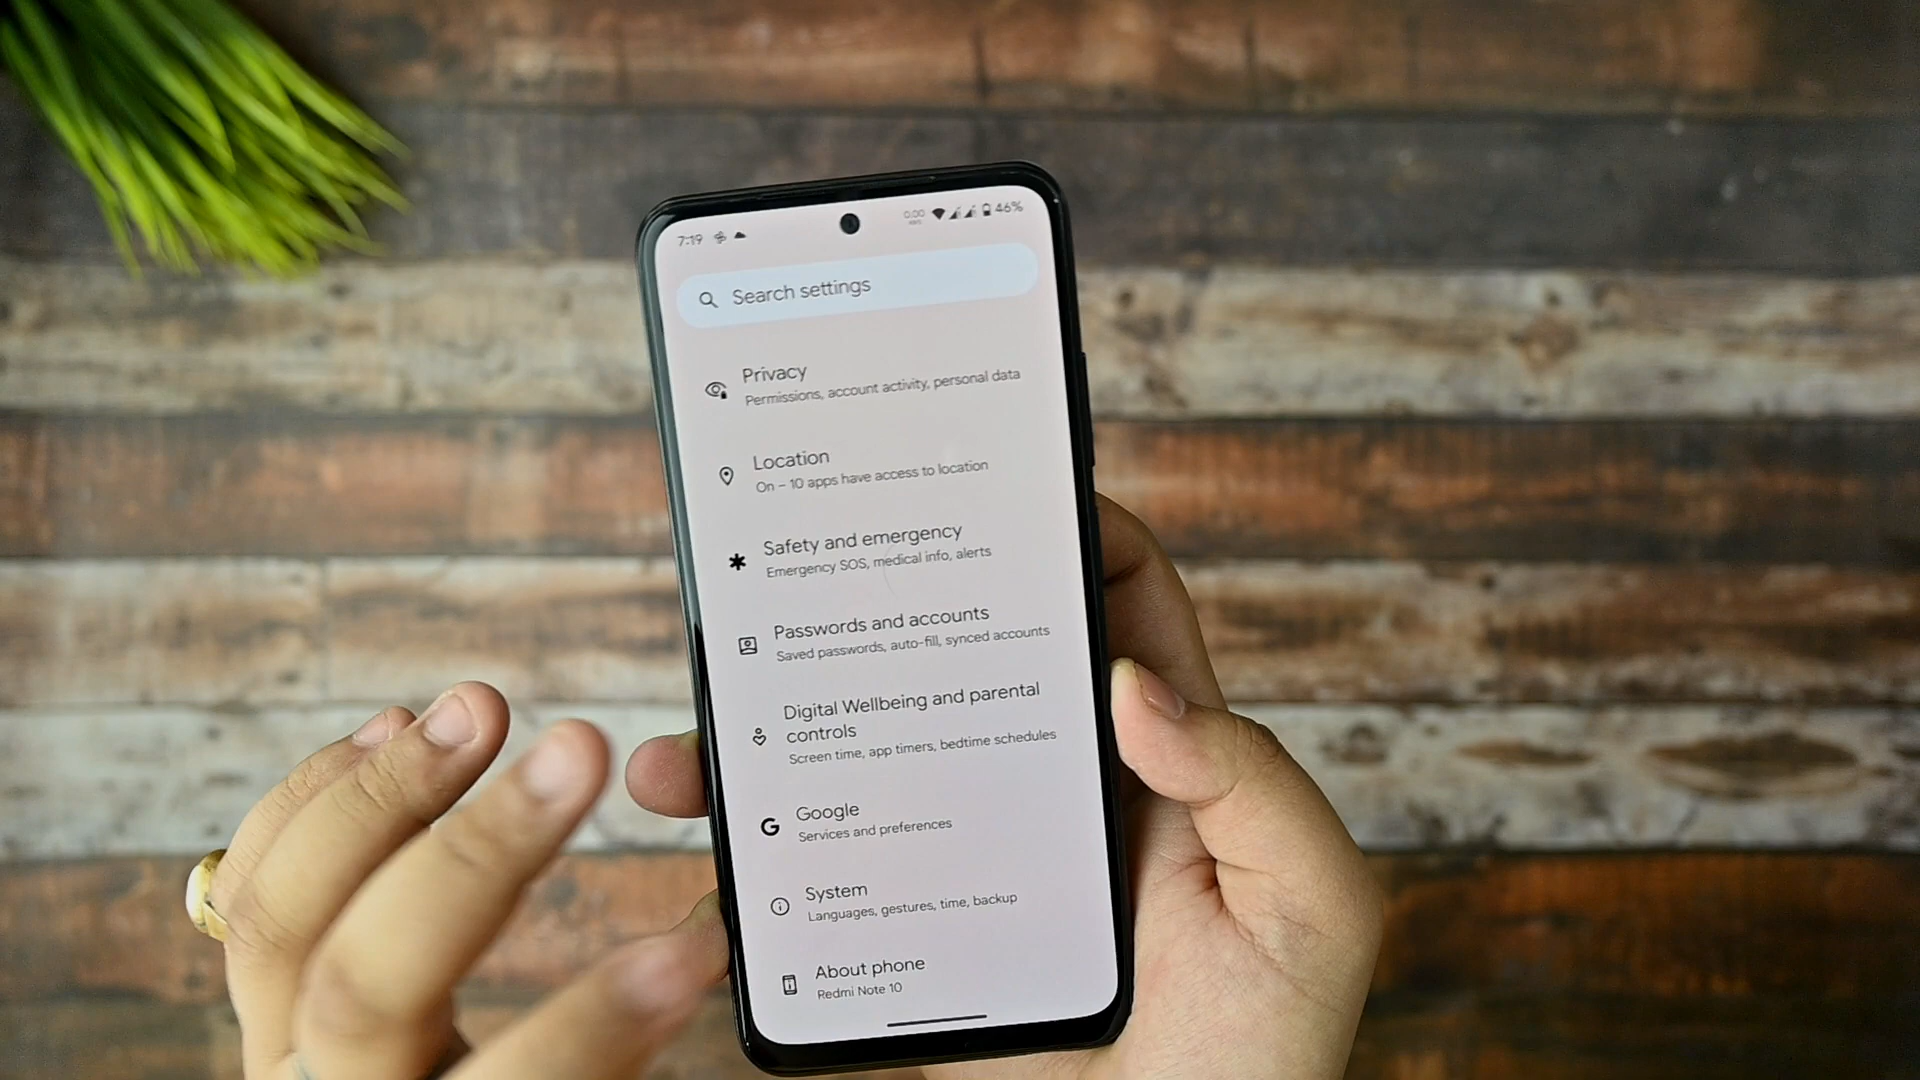 7:19 0.00 46%
Search settings
Privacy
Permissions, account activity, personal data
Location
On – 10 apps have access to location
Safety and emergency
Emergency SOS, medical info, alerts
Passwords and accounts
Saved passwords, auto-fill, synced accounts
Digital Wellbeing and parental
controls
Screen time, app timers, bedtime schedules
Google
Services and preferences
System
Languages, gestures, time, backup
About phone
Redmi Note 10